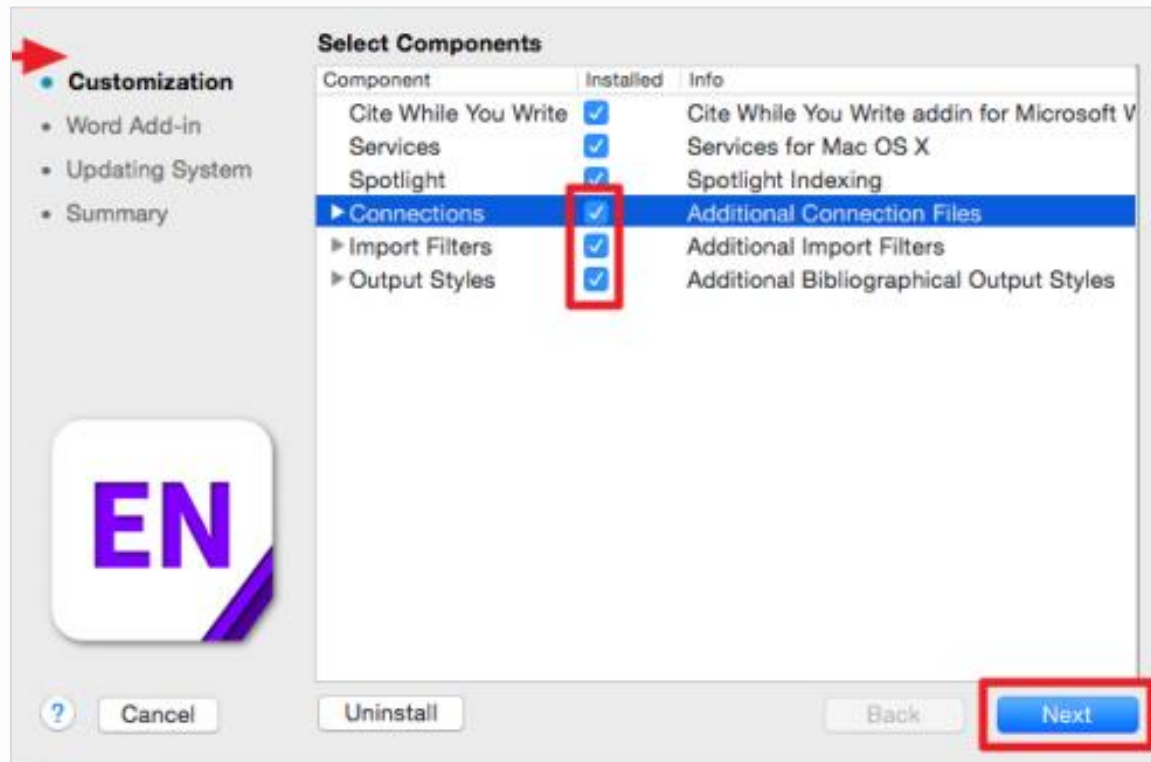 Select Components
Customization
Word Add-in
Updating System
Summary
Component Installed Info
Cite While You Write Cite While You Write addin for Microsoft
Services Services for Mac OS X
Spotlight Spotlight Indexing
Connections Additional Connection Files
Import Filters Additional Import Filters
Output Styles Additional Bibliographical Output Styles
EN
? Cancel Uninstall Back Next